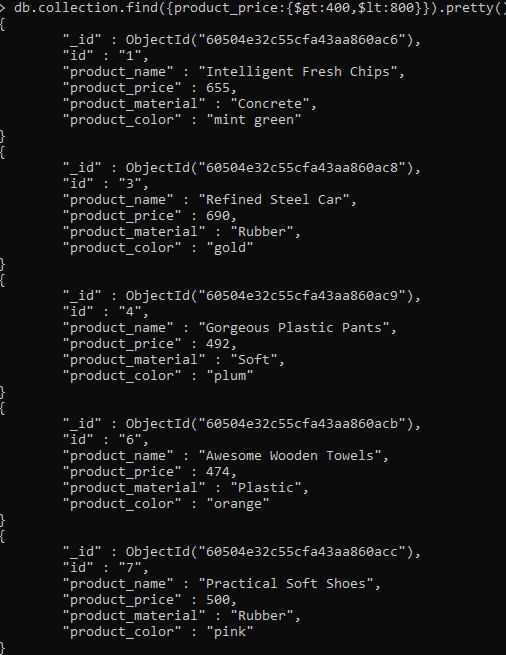 > db.collection.find({product_price:{$gt:400,$lt:800}}).pretty()
{
        "_id" : ObjectId("60504e32c55cfa43aa860ac6"),
        "id" : "1",
        "product_name" : "Intelligent Fresh Chips",
        "product_price" : 655,
        "product_material" : "Concrete",
        "product_color" : "mint green"
}
{
        "_id" : ObjectId("60504e32c55cfa43aa860ac8"),
        "id" : "3",
        "product_name" : "Refined Steel Car",
        "product_price" : 690,
        "product_material" : "Rubber",
        "product_color" : "gold"
}
{
        "_id" : ObjectId("60504e32c55cfa43aa860ac9"),
        "id" : "4",
        "product_name" : "Gorgeous Plastic Pants",
        "product_price" : 492,
        "product_material" : "Soft",
        "product_color" : "plum"
}
{
        "_id" : ObjectId("60504e32c55cfa43aa860acb"),
        "id" : "6",
        "product_name" : "Awesome Wooden Towels",
        "product_price" : 474,
        "product_material" : "Plastic",
        "product_color" : "orange"
}
{
        "_id" : ObjectId("60504e32c55cfa43aa860acc"),
        "id" : "7",
        "product_name" : "Practical Soft Shoes",
        "product_price" : 500,
        "product_material" : "Rubber",
        "product_color" : "pink"
}